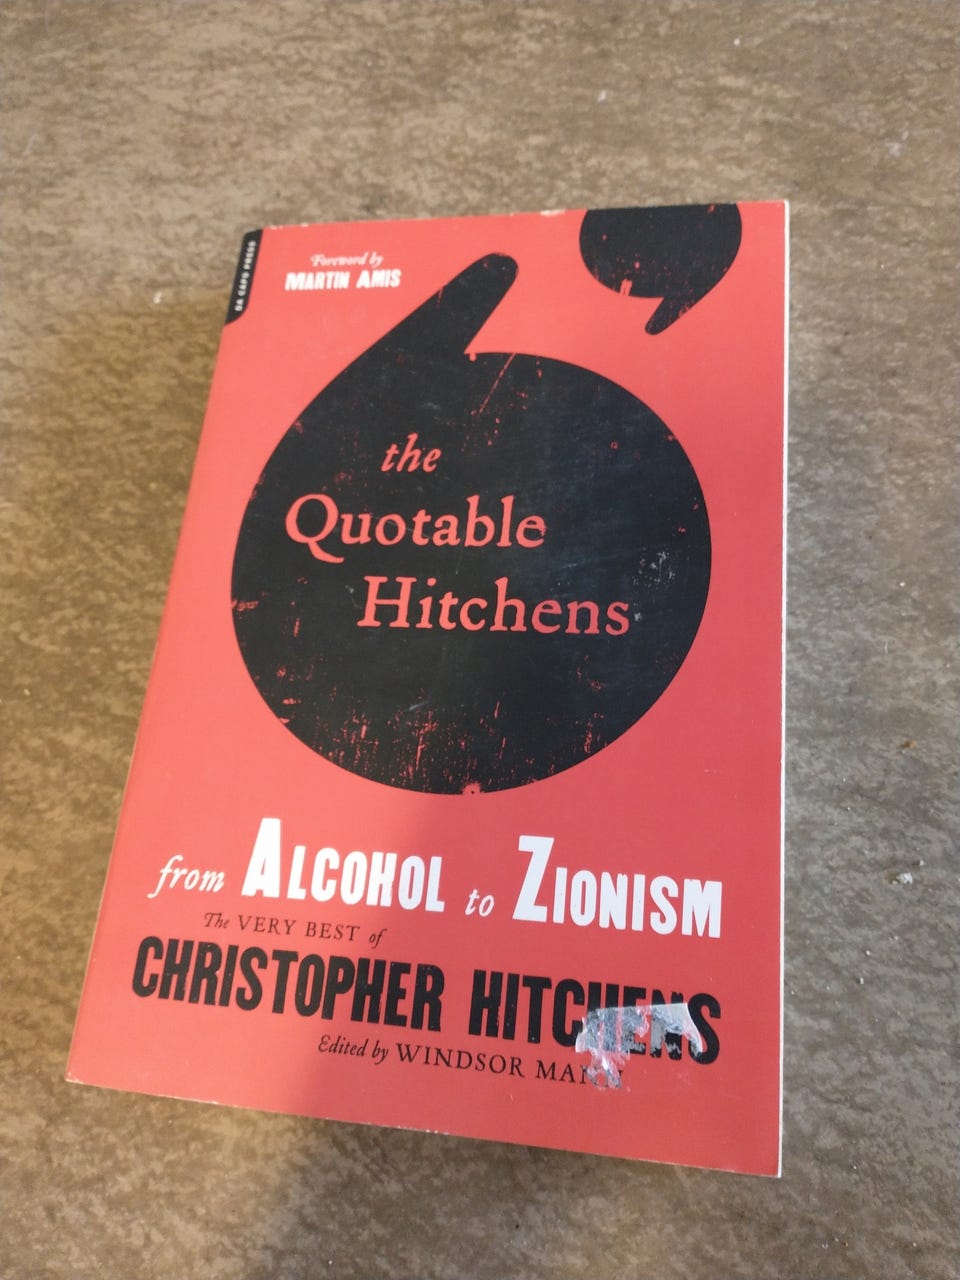 DA CAPO PRESS
Foreword by
MARTIN AMIS
the
Quotable
Hitchens
from ALCOHOL to ZIONISM
The VERY BEST of
CHRISTOPHER HITCHENS
Edited by WINDSOR